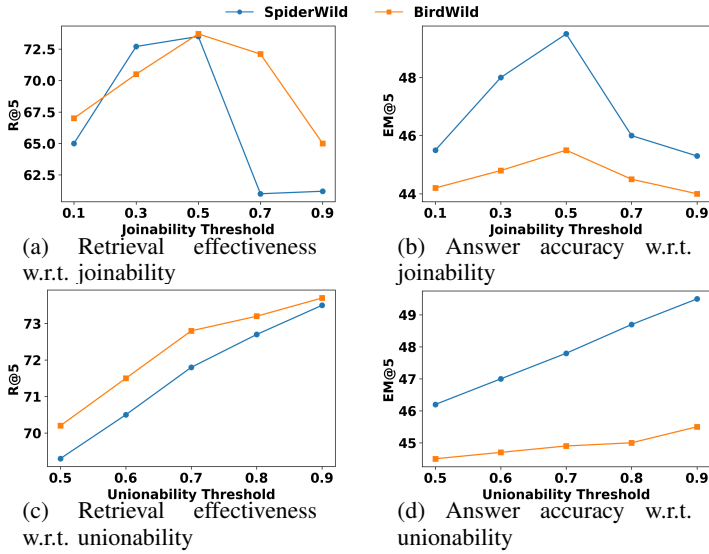 SpiderWild BirdWild
72.5
70.0
67.5
65.0
62.5
R@5
0.1 0.3 0.5 0.7 0.9
Joinability Threshold
(a) Retrieval effectiveness
w.r.t. joinability
48
46
44
EM@5
0.1 0.3 0.5 0.7 0.9
Joinability Threshold
(b) Answer accuracy w.r.t.
joinability
73
72
71
70
R@5
0.5 0.6 0.7 0.8 0.9
Unionability Threshold
(c) Retrieval effectiveness
w.r.t. unionability
49
48
47
46
45
EM@5
0.5 0.6 0.7 0.8 0.9
Unionability Threshold
(d) Answer accuracy w.r.t.
unionability